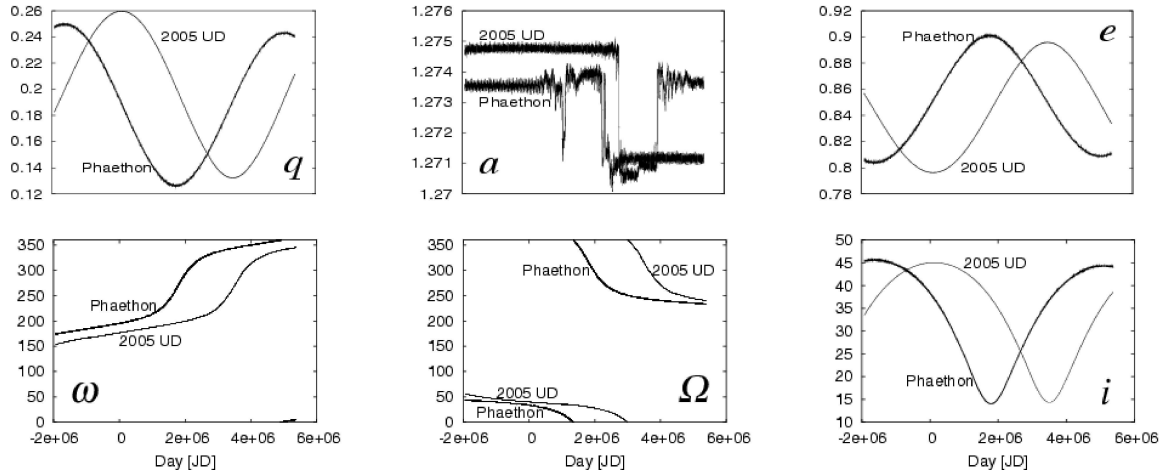 0.26
0.24
0.22
0.2
0.18
0.16
0.14
0.12
2005 UD
Phaethon
q
1.276
1.275
1.274
1.273
1.272
1.271
1.27
2005 UD
Phaethon
a
0.92
0.9
0.88
0.86
0.84
0.82
0.8
0.78
Phaethon
2005 UD
e
350
300
250
200
150
100
50
0
Phaethon
2005 UD
ω
-2e+06 0 2e+06 4e+06 6e+06
Day [JD]
350
300
250
200
150
100
50
0
Phaethon
2005 UD
2005 UD
Phaethon
Ω
-2e+06 0 2e+06 4e+06 6e+06
Day [JD]
50
45
40
35
30
25
20
15
10
2005 UD
Phaethon
i
-2e+06 0 2e+06 4e+06 6e+06
Day [JD]